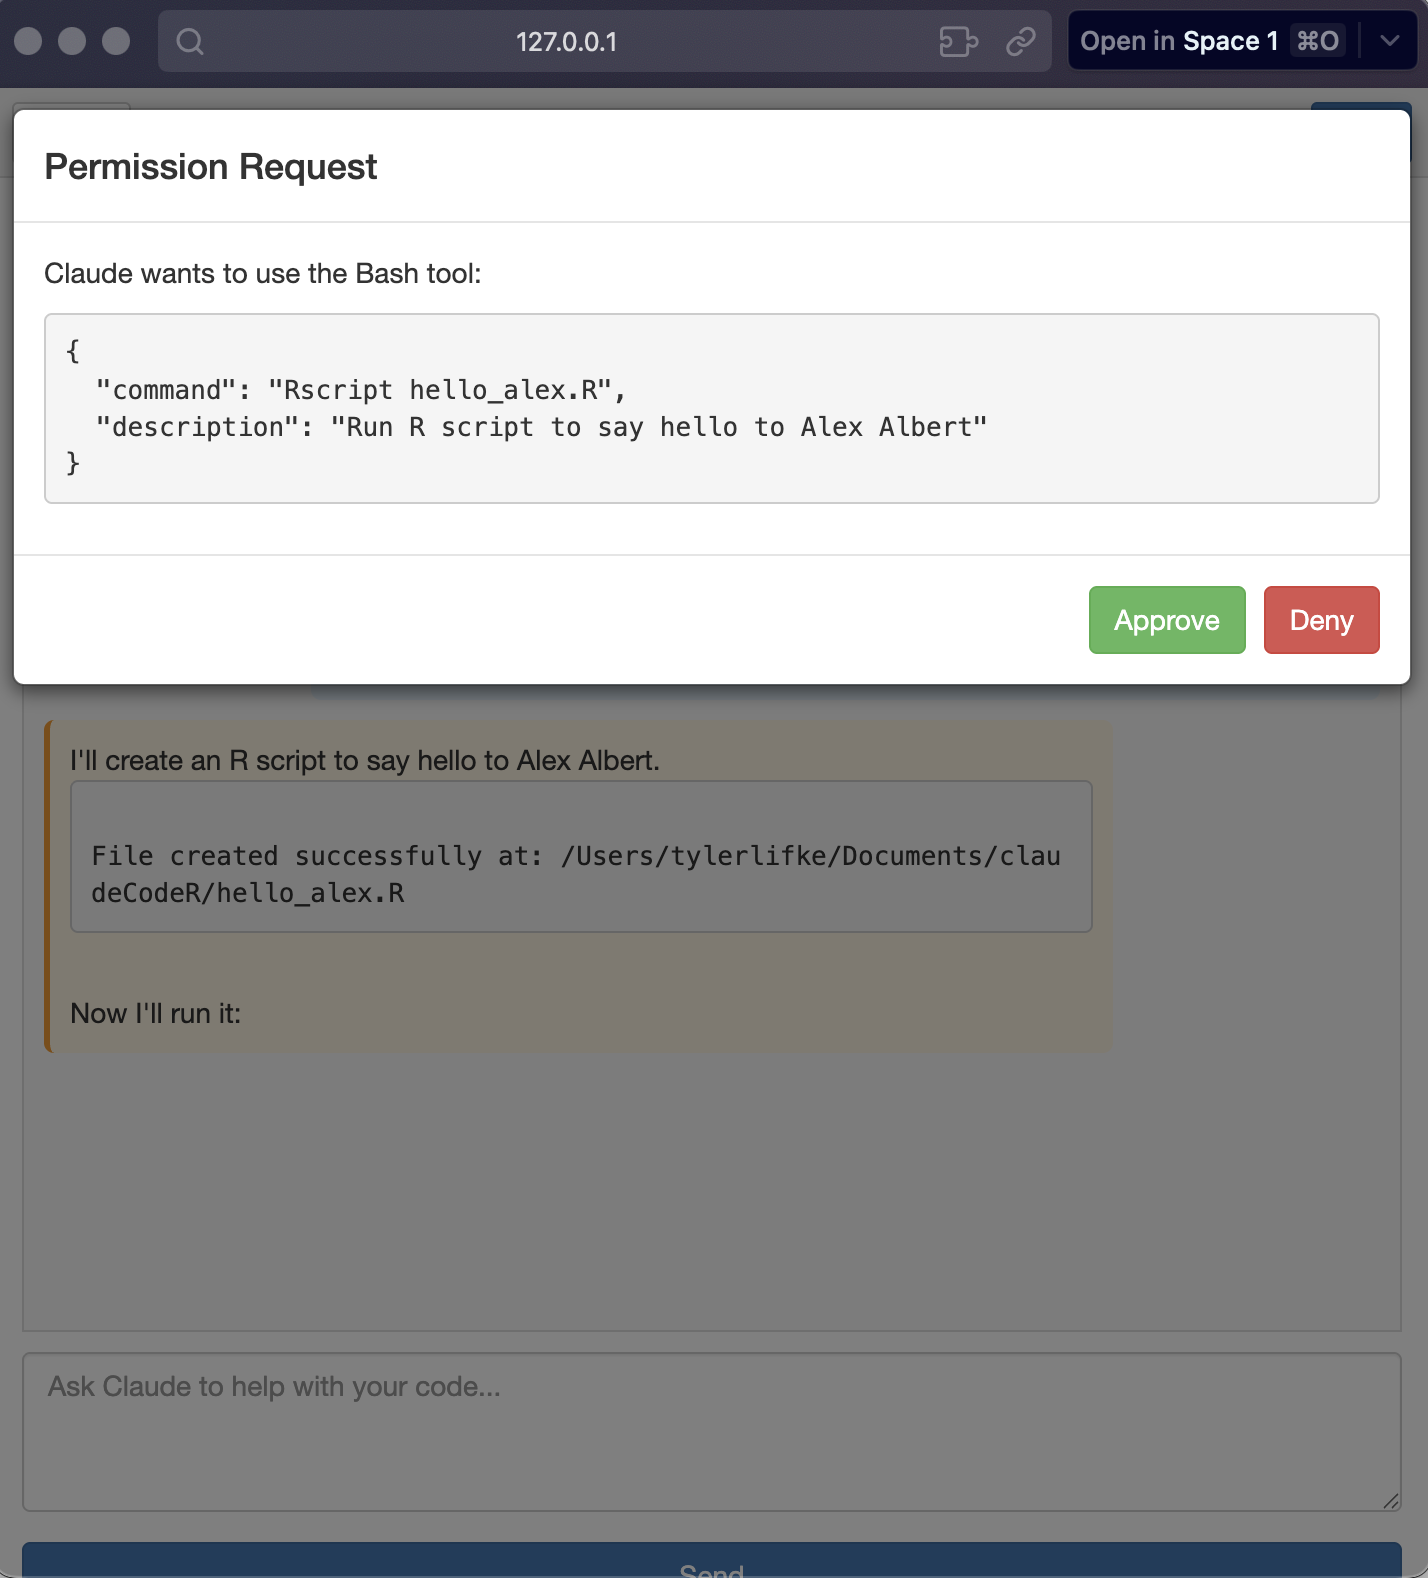 127.0.0.1
Open in Space 1 ⌘O
Permission Request
Claude wants to use the Bash tool:
{
  "command": "Rscript hello_alex.R",
  "description": "Run R script to say hello to Alex Albert"
}
Approve Deny
I'll create an R script to say hello to Alex Albert.
File created successfully at: /Users/tylerlifke/Documents/clau
deCodeR/hello_alex.R
Now I'll run it:
Ask Claude to help with your code...
Send